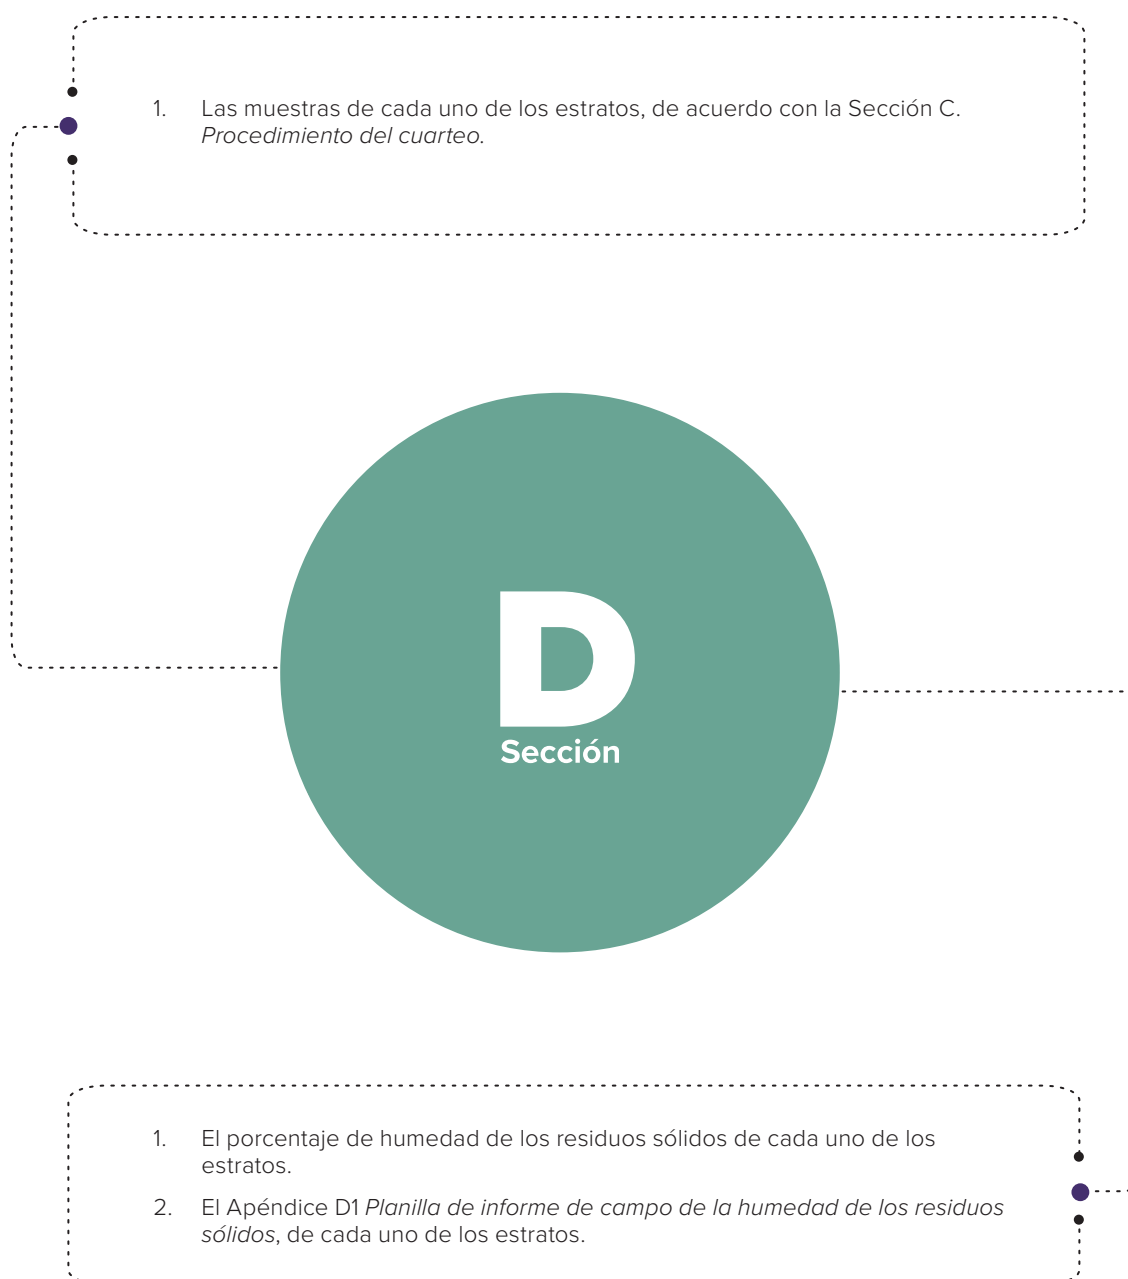 1. Las muestras de cada uno de los estratos, de acuerdo con la Sección C.
Procedimiento del cuarteo.
D
Sección
1. El porcentaje de humedad de los residuos sólidos de cada uno de los
estratos.
2. El Apéndice D1 Planilla de informe de campo de la humedad de los residuos
sólidos, de cada uno de los estratos.